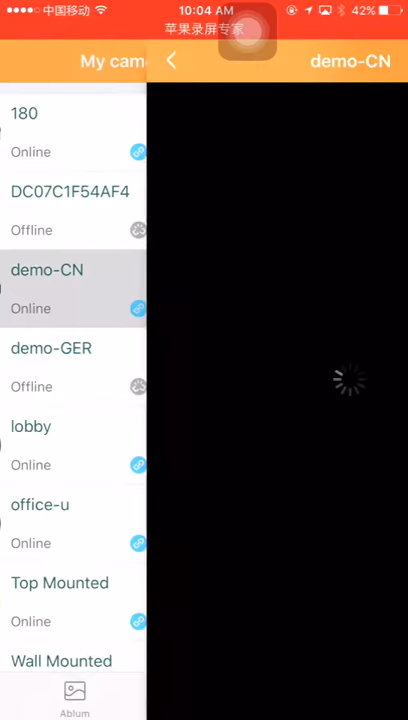 中国移动
10:04 AM
42%
苹果录屏专家
My cam
demo-CN
180
Online
DC07C1F54AF4
Offline
demo-CN
Online
demo-GER
Offline
lobby
Online
office-u
Online
Top Mounted
Online
Wall Mounted
Ablum